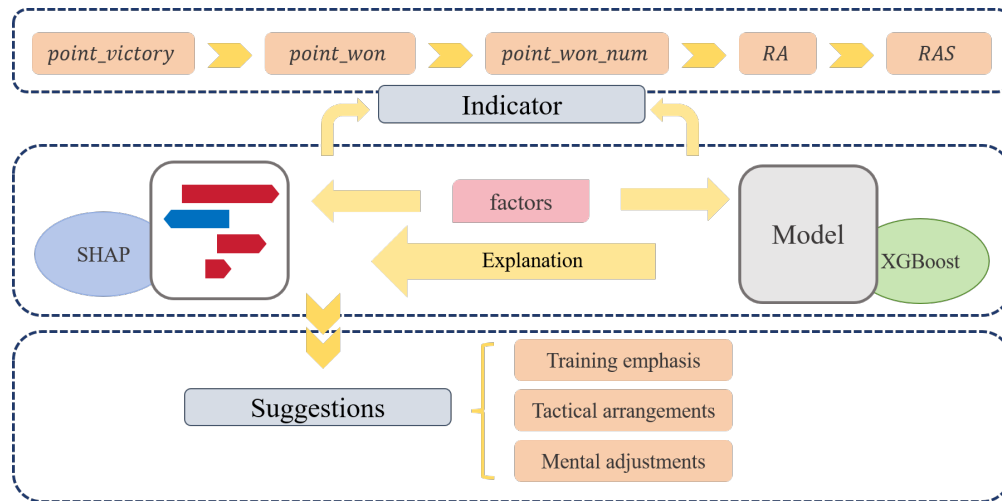 point_victory
point_won
point_won_num
RA
RAS
Indicator
SHAP
factors
Explanation
Model
XGBoost
Suggestions
Training emphasis
Tactical arrangements
Mental adjustments